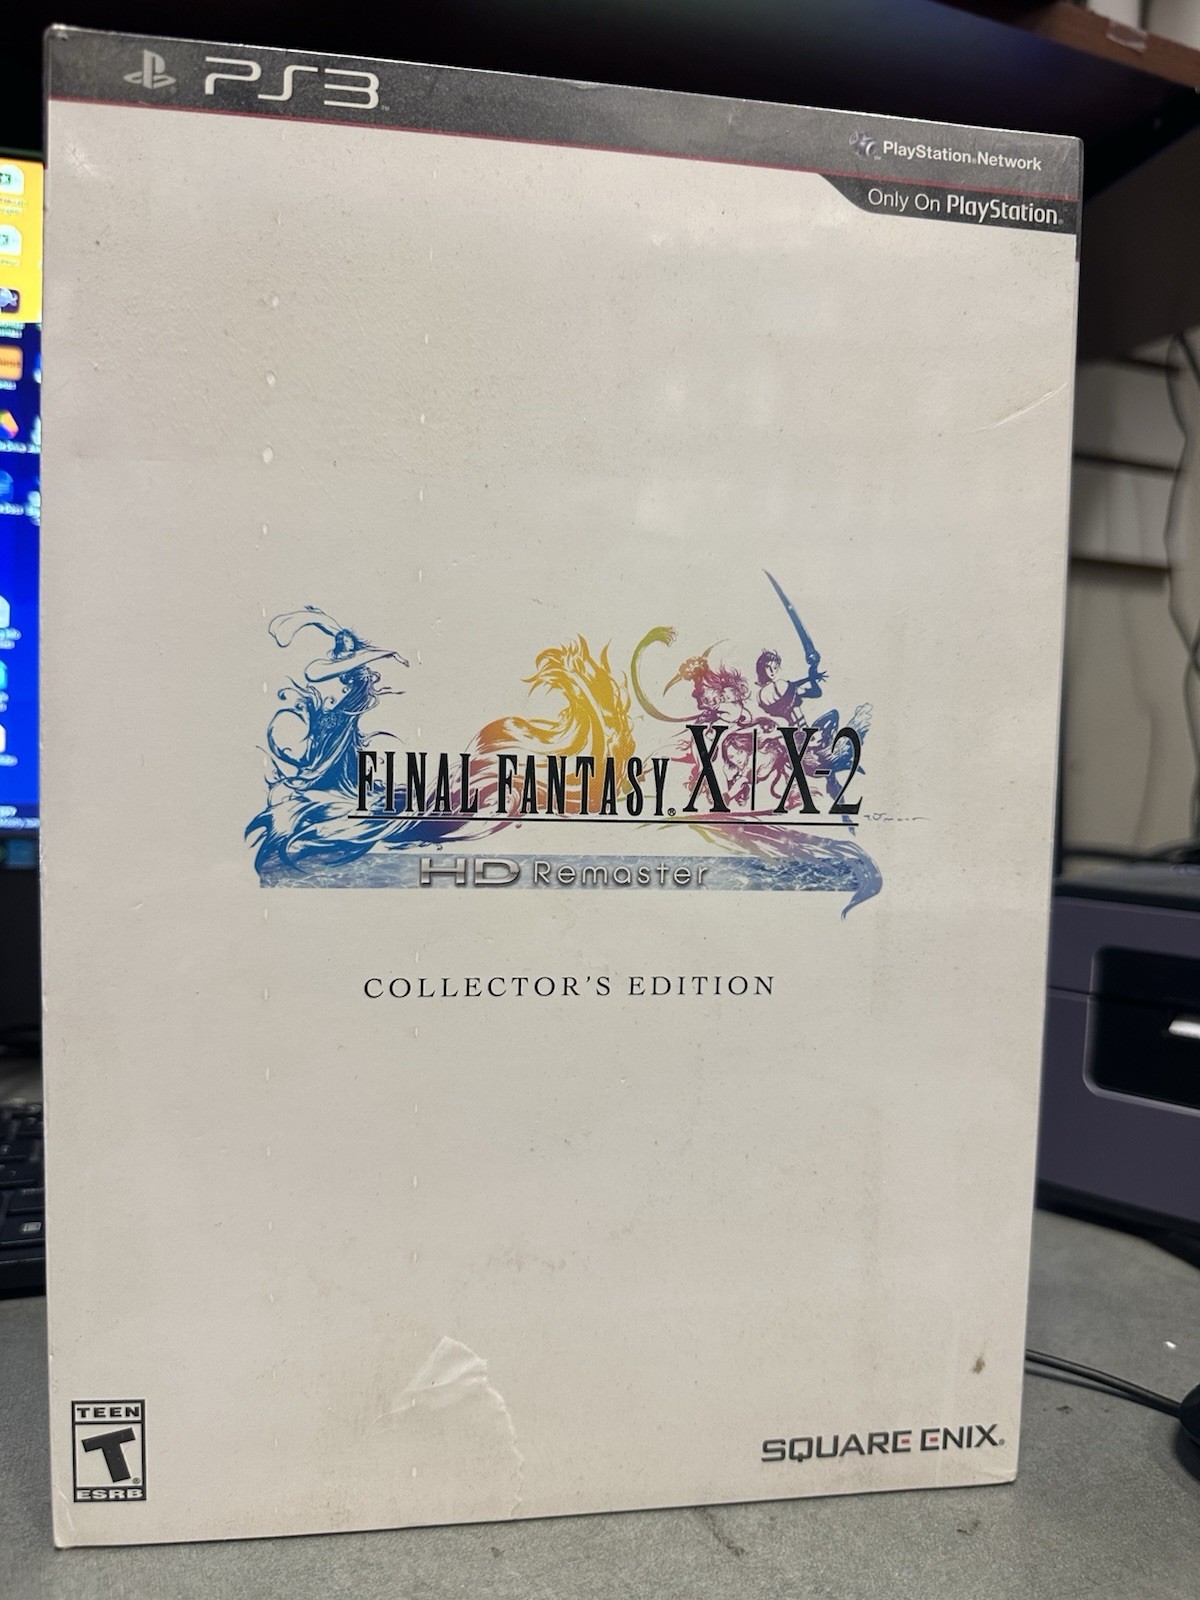 PS3
PlayStation®Network
Only On PlayStation®
FINAL FANTASY® X | X-2
HD Remaster
COLLECTOR'S EDITION
TEEN
T
ESRB
SQUARE ENIX®